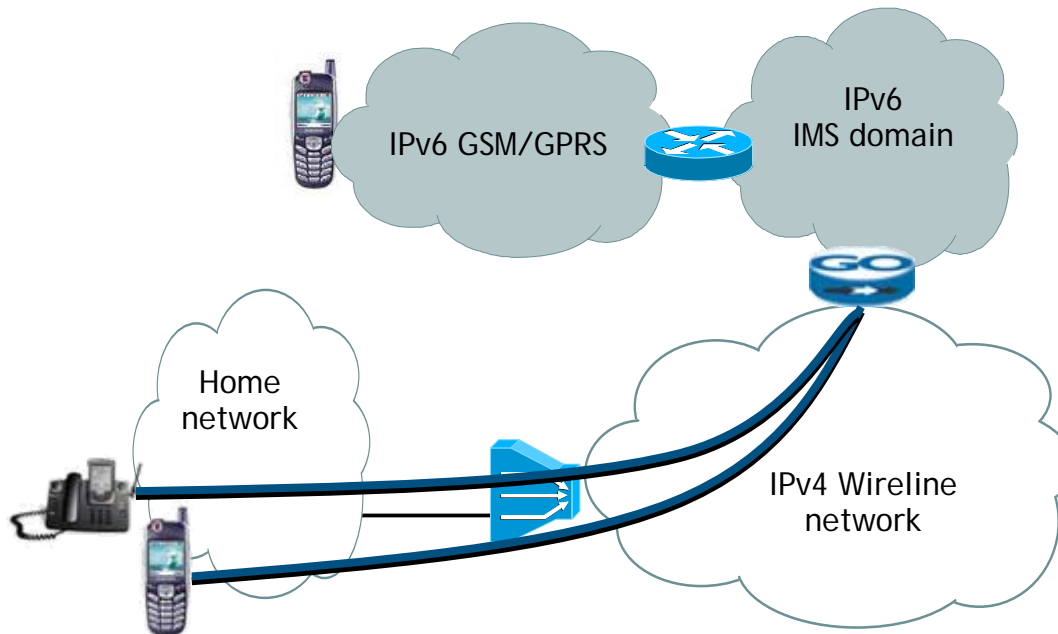 IPv6
IMS domain
IPv6 GSM/GPRS
GO
Home
network
IPv4 Wireline
network